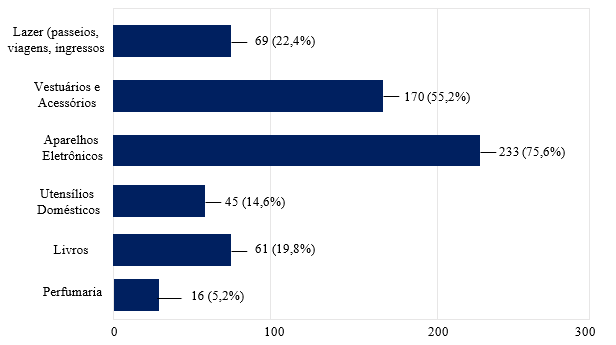 Lazer (passeios,
viagens, ingressos
69 (22,4%)
Vestuários e
Acessórios
170 (55,2%)
Aparelhos
Eletrônicos
233 (75,6%)
Utensílios
Domésticos
45 (14,6%)
Livros
61 (19,8%)
Perfumaria
16 (5,2%)
0 100 200 300